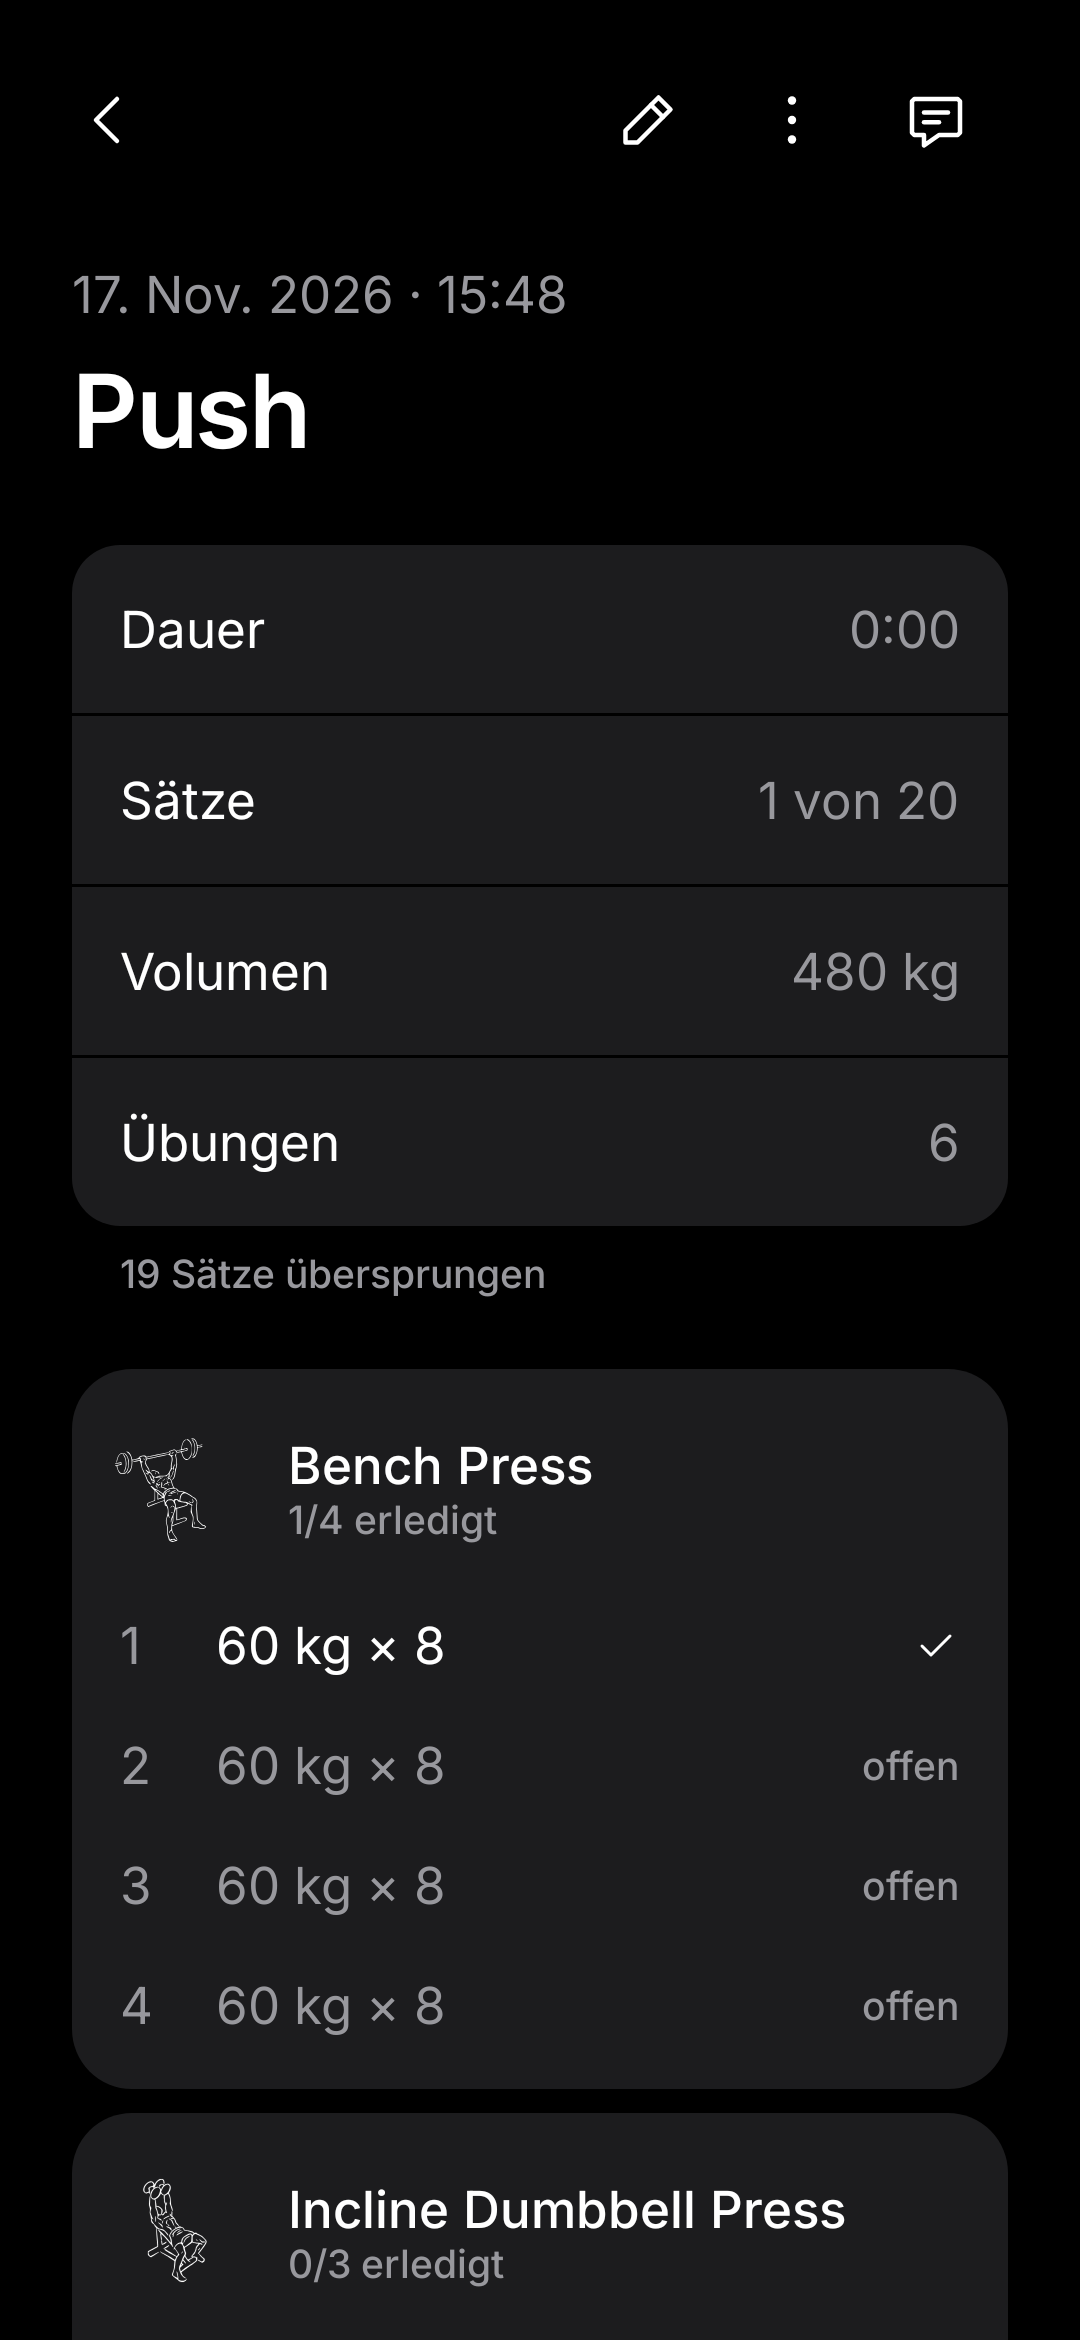 17. Nov. 2026 · 15:48
Push
Dauer 0:00
Sätze 1 von 20
Volumen 480 kg
Übungen 6
19 Sätze übersprungen
Bench Press
1/4 erledigt
1 60 kg × 8
2 60 kg × 8 offen
3 60 kg × 8 offen
4 60 kg × 8 offen
Incline Dumbbell Press
0/3 erledigt